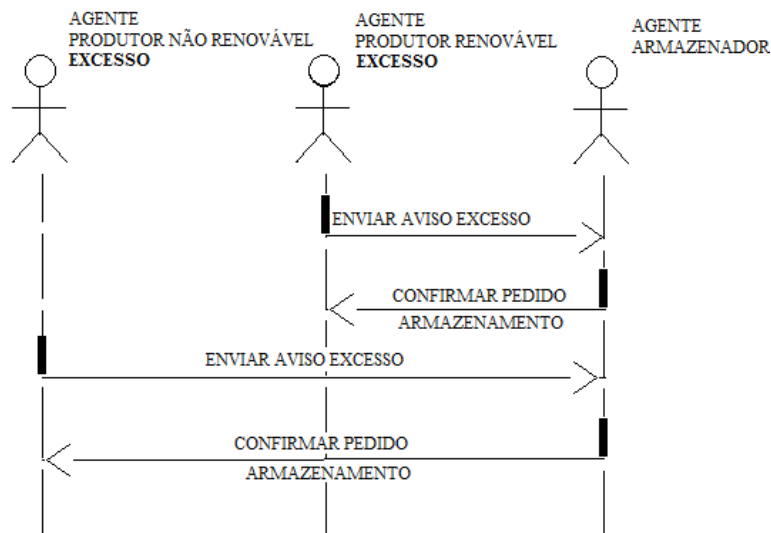 AGENTE
PRODUTOR NÃO RENOVÁVEL
EXCESSO
AGENTE
PRODUTOR RENOVÁVEL
EXCESSO
AGENTE
ARMAZENADOR
ENVIAR AVISO EXCESSO
CONFIRMAR PEDIDO
ARMAZENAMENTO
ENVIAR AVISO EXCESSO
CONFIRMAR PEDIDO
ARMAZENAMENTO